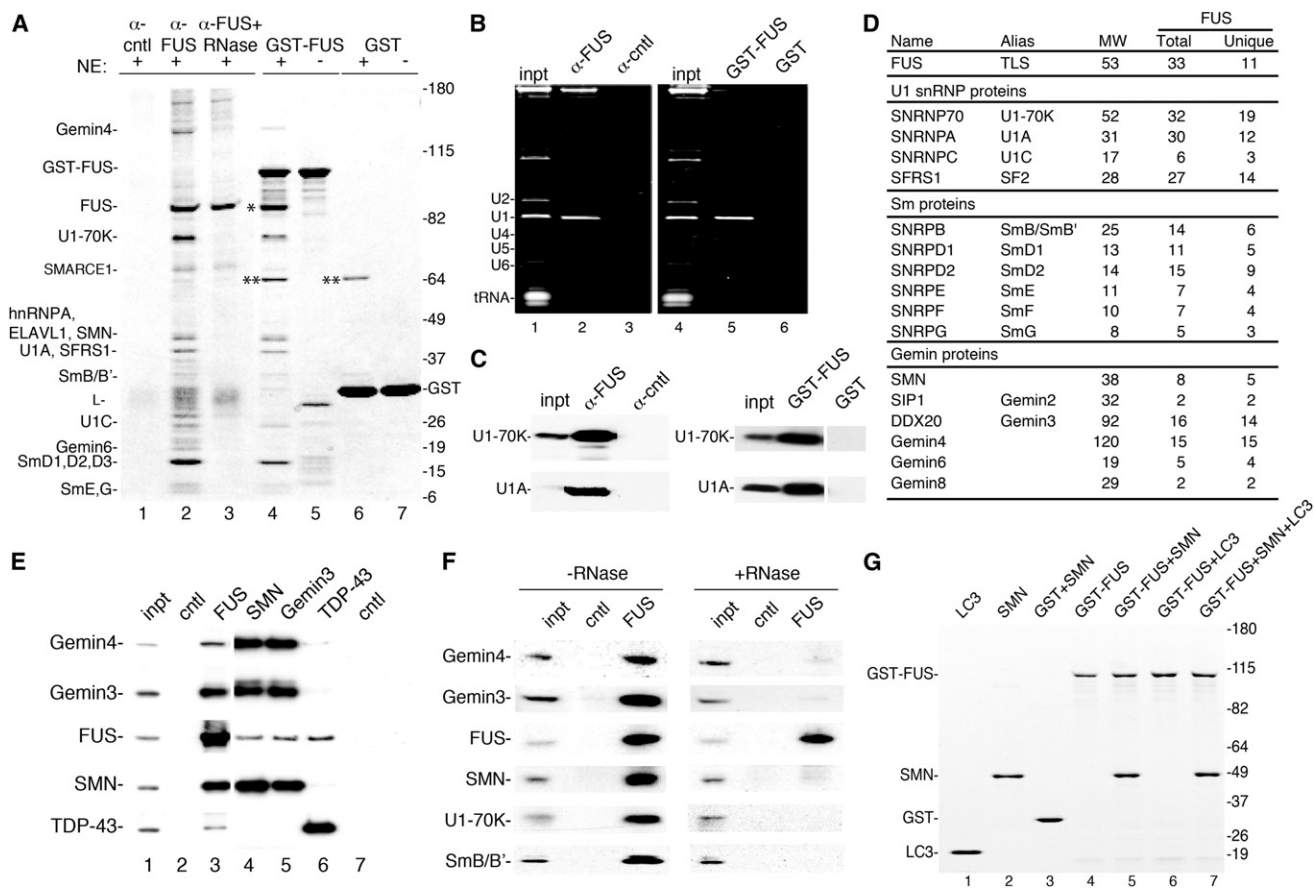 A
α-cntl
α-FUS
α-FUS+ RNase
GST-FUS
GST
NE: + + + + - + -
Gemin4-
GST-FUS-
FUS-
U1-70K-
SMARCE1-
hnRNPA,
ELAVL1, SMN-
U1A, SFRS1-
SmB/B'-
L-
U1C-
Gemin6-
SmD1,D2,D3-
SmE,G-
*
** **
-180
-115
-82
-64
-49
-37
-GST
-26
-19
-15
-6
1 2 3 4 5 6 7
B
inpt α-FUS α-cntl
+ GST-FUS GST
U2-
U1-
U4-
U5-
U6-
tRNA-
1 2 3 4 5 6
C
inpt α-FUS α-cntl
inpt GST-FUS GST
U1-70K- U1-70K-
U1A- U1A-
D
FUS
Name Alias MW Total Unique
FUS TLS 53 33 11
U1 snRNP proteins
SNRNP70 U1-70K 52 32 19
SNRNPA U1A 31 30 12
SNRNPC U1C 17 6 3
SFRS1 SF2 28 27 14
Sm proteins
SNRPB SmB/SmB' 25 14 6
SNRPD1 SmD1 13 11 5
SNRPD2 SmD2 14 15 9
SNRPE SmE 11 7 4
SNRPF SmF 10 7 4
SNRPG SmG 8 5 3
Gemin proteins
SMN 38 8 5
SIP1 Gemin2 32 2 2
DDX20 Gemin3 92 16 14
Gemin4 120 15 15
Gemin6 19 5 4
Gemin8 29 2 2
E
inpt cntl FUS SMN Gemin3 TDP-43 cntl
Gemin4-
Gemin3-
FUS-
SMN-
TDP-43-
1 2 3 4 5 6 7
F
-RNase +RNase
inpt cntl FUS inpt cntl FUS
Gemin4-
Gemin3-
FUS-
SMN-
U1-70K-
SmB/B'-
G
LC3 SMN GST+SMN GST-FUS GST-FUS+SMN GST-FUS+LC3 GST-FUS+SMN+LC3
GST-FUS-
SMN-
GST-
LC3-
-180
-115
-82
-64
-49
-37
-26
-19
1 2 3 4 5 6 7